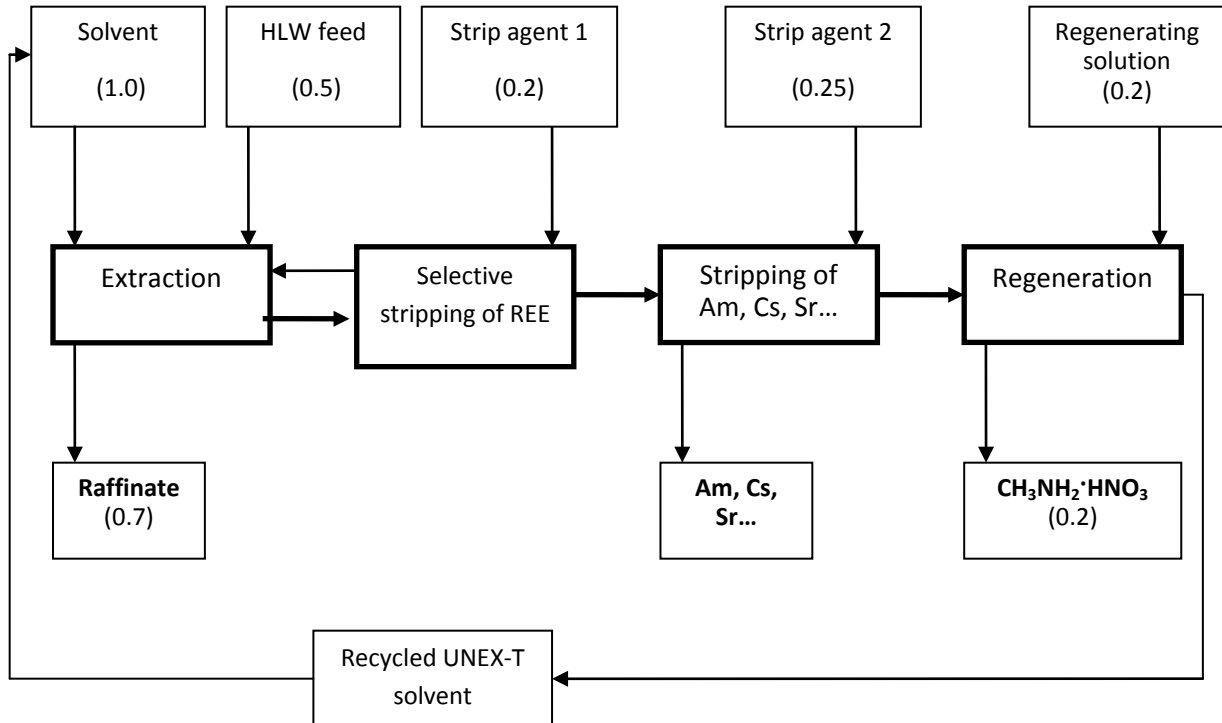 Solvent
(1.0)
HLW feed
(0.5)
Strip agent 1
(0.2)
Strip agent 2
(0.25)
Regenerating
solution
(0.2)
Extraction
Selective
stripping of REE
Stripping of
Am, Cs, Sr...
Regeneration
Raffinate
(0.7)
Am, Cs,
Sr...
CH₃NH₂·HNO₃
(0.2)
Recycled UNEX-T
solvent